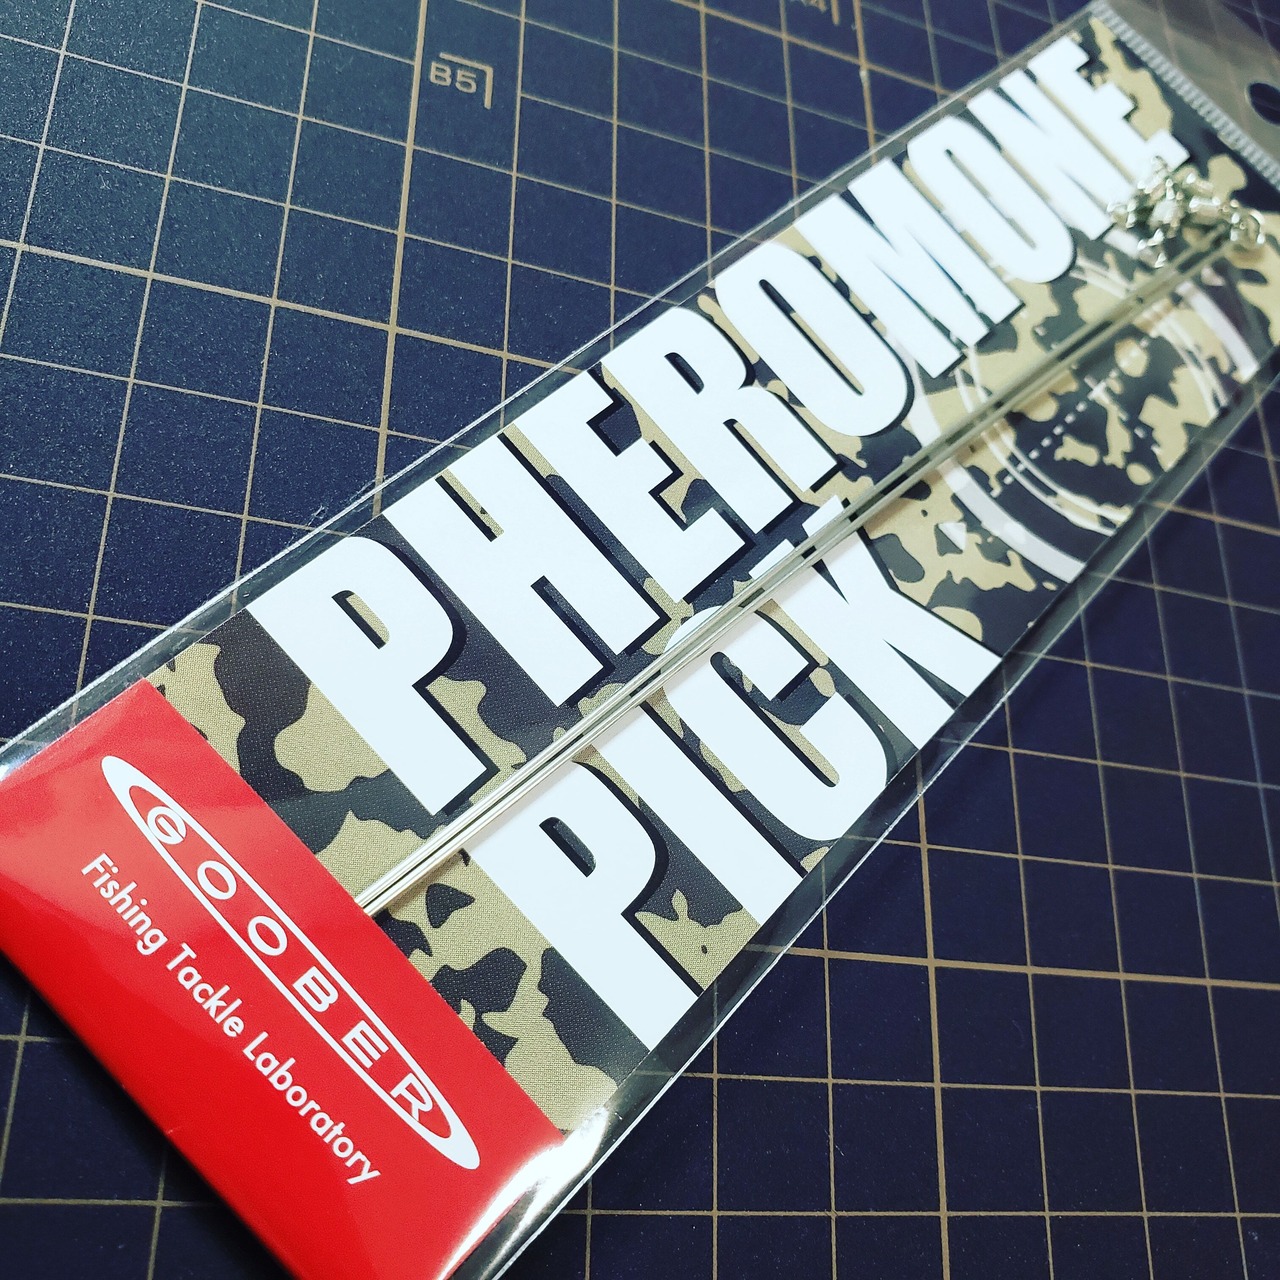 B5
PHEROMONE
PICK
GOOBER
Fishing Tackle Laboratory